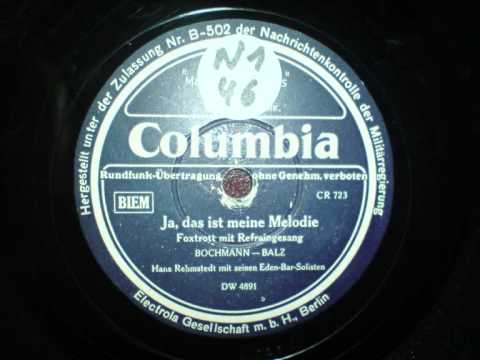 Hergestellt unter der Zulassung Nr. B-502 der Nachrichtenkontrolle der Militärregierung
N1
46
Columbia
Rundfunk-Übertragung ohne Genehm. verboten
BIEM
CR 723
Ja, das ist meine Melodie
Foxtrott mit Refraingesang
BOCHMANN — BALZ
Hans Rehmstedt mit seinen Eden-Bar-Solisten
DW 4891
Electrola Gesellschaft m. b. H., Berlin